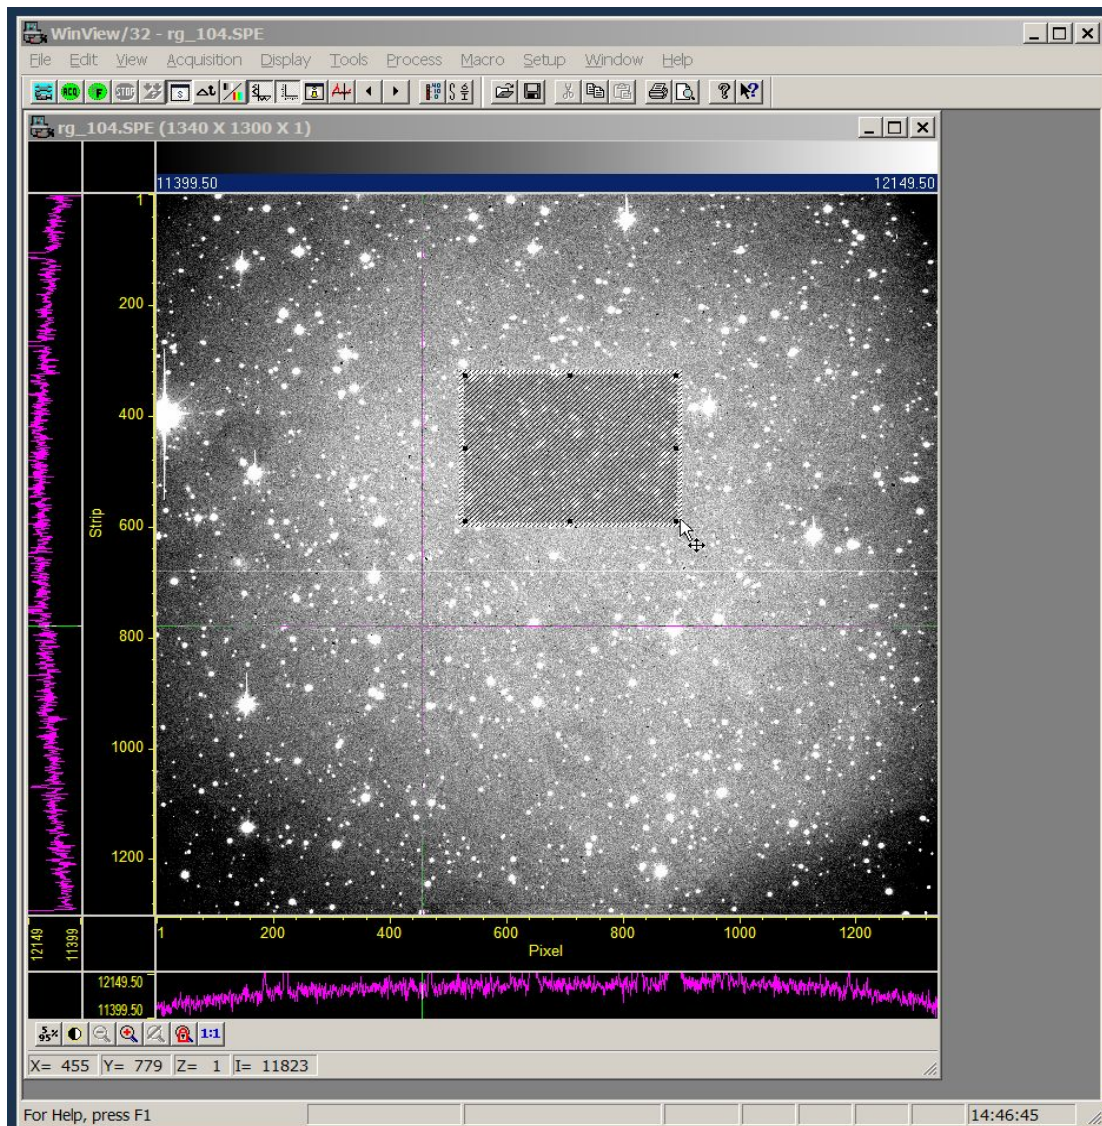 WinView/32 - rg_104.SPE
File Edit View Acquisition Display Tools Process Macro Setup Window Help
ACQ F STOP
rg_104.SPE (1340 X 1300 X 1)
11399.50 12149.50
1
200
400
600
800
1000
1200
Strip
12149 11399
1 200 400 600 800 1000 1200
Pixel
12149.50
11399.50
5 95% 1:1
X= 455 Y= 779 Z= 1 I= 11823
For Help, press F1 14:46:45